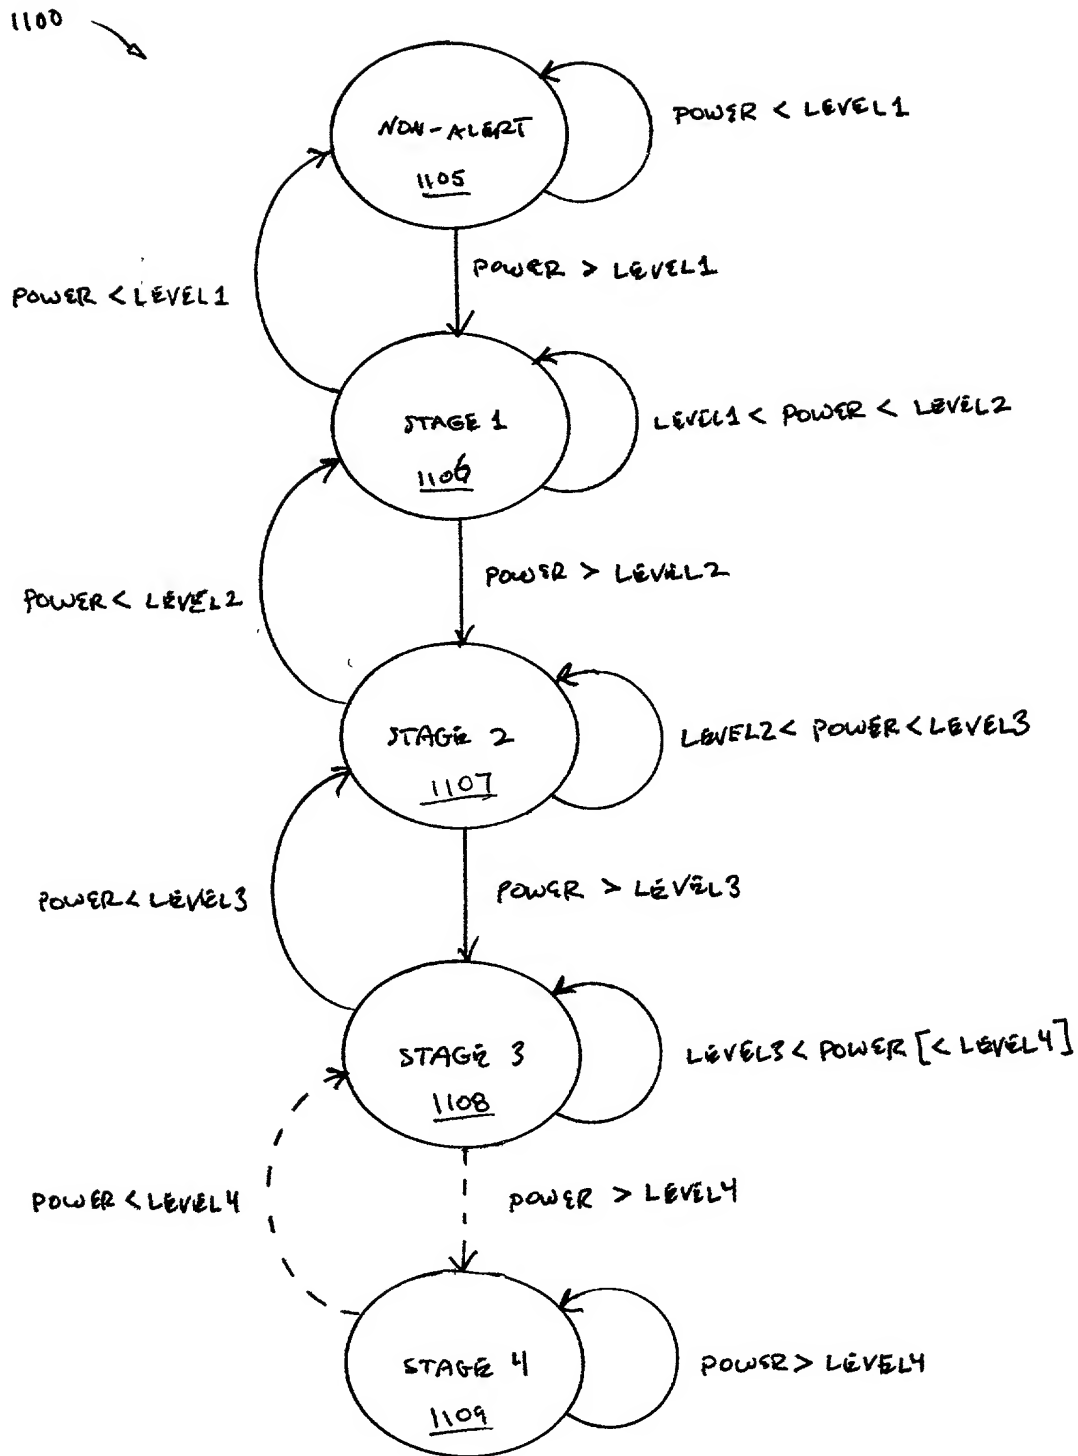 1100
NON-ALERT
1105
POWER < LEVEL1
POWER > LEVEL1
POWER < LEVEL1
STAGE 1
1106
LEVEL1 < POWER < LEVEL2
POWER > LEVEL2
POWER < LEVEL2
STAGE 2
1107
LEVEL2 < POWER < LEVEL3
POWER > LEVEL3
POWER < LEVEL3
STAGE 3
1108
LEVEL3 < POWER [< LEVEL4]
POWER > LEVEL4
POWER < LEVEL4
STAGE 4
1109
POWER > LEVEL4